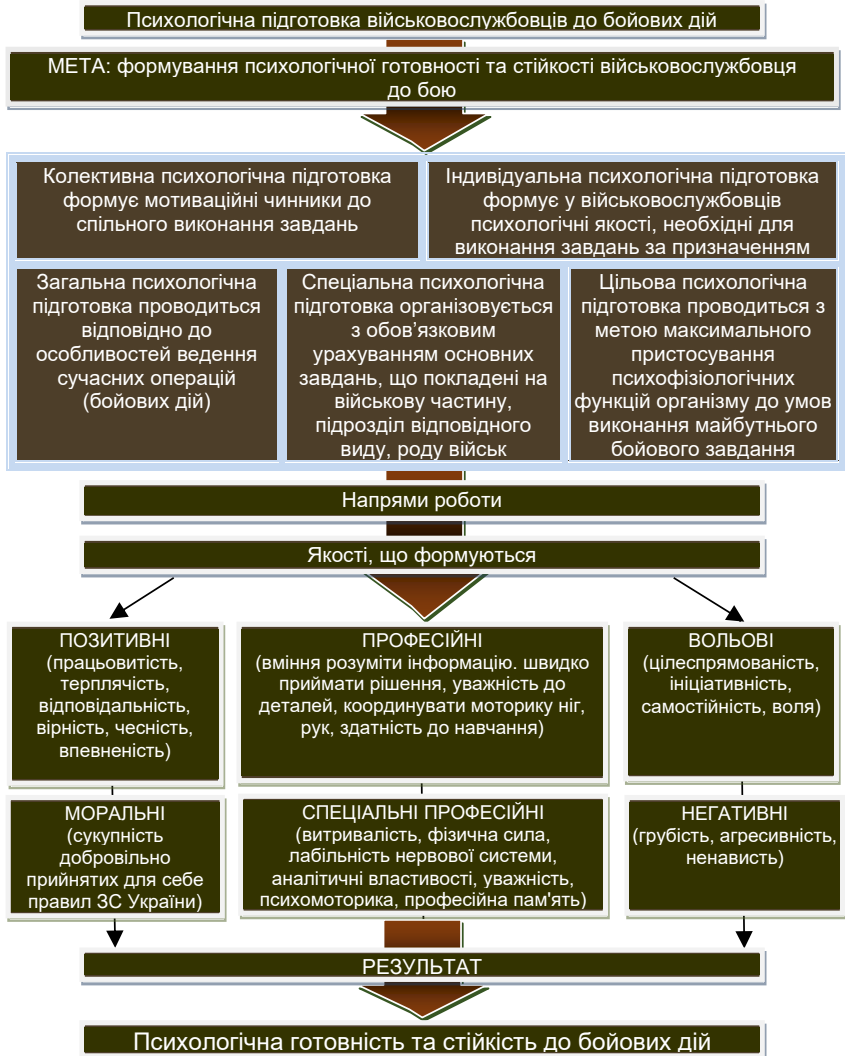 Психологічна підготовка військовослужбовців до бойових дій
МЕТА: формування психологічної готовності та стійкості військовослужбовця
до бою
Колективна психологічна підготовка
формує мотиваційні чинники до
спільного виконання завдань
Індивідуальна психологічна підготовка
формує у військовослужбовців
психологічні якості, необхідні для
виконання завдань за призначенням
Загальна психологічна
підготовка проводиться
відповідно до
особливостей ведення
сучасних операцій
(бойових дій)
Спеціальна психологічна
підготовка організовується
з обов’язковим
урахуванням основних
завдань, що покладені на
військову частину,
підрозділ відповідного
виду, роду військ
Цільова психологічна
підготовка проводиться з
метою максимального
пристосування
психофізіологічних
функцій організму до умов
виконання майбутнього
бойового завдання
Напрями роботи
Якості, що формуються
ПОЗИТИВНІ
(працьовитість,
терплячість,
відповідальність,
вірність, чесність,
впевненість)
ПРОФЕСІЙНІ
(вміння розуміти інформацію. швидко
приймати рішення, уважність до
деталей, координувати моторику ніг,
рук, здатність до навчання)
ВОЛЬОВІ
(цілеспрямованість,
ініціативність,
самостійність, воля)
МОРАЛЬНІ
(сукупність
добровільно
прийнятих для себе
правил ЗС України)
СПЕЦІАЛЬНІ ПРОФЕСІЙНІ
(витривалість, фізична сила,
лабільність нервової системи,
аналітичні властивості, уважність,
психомоторика, професійна пам'ять)
НЕГАТИВНІ
(грубість, агресивність,
ненависть)
РЕЗУЛЬТАТ
Психологічна готовність та стійкість до бойових дій